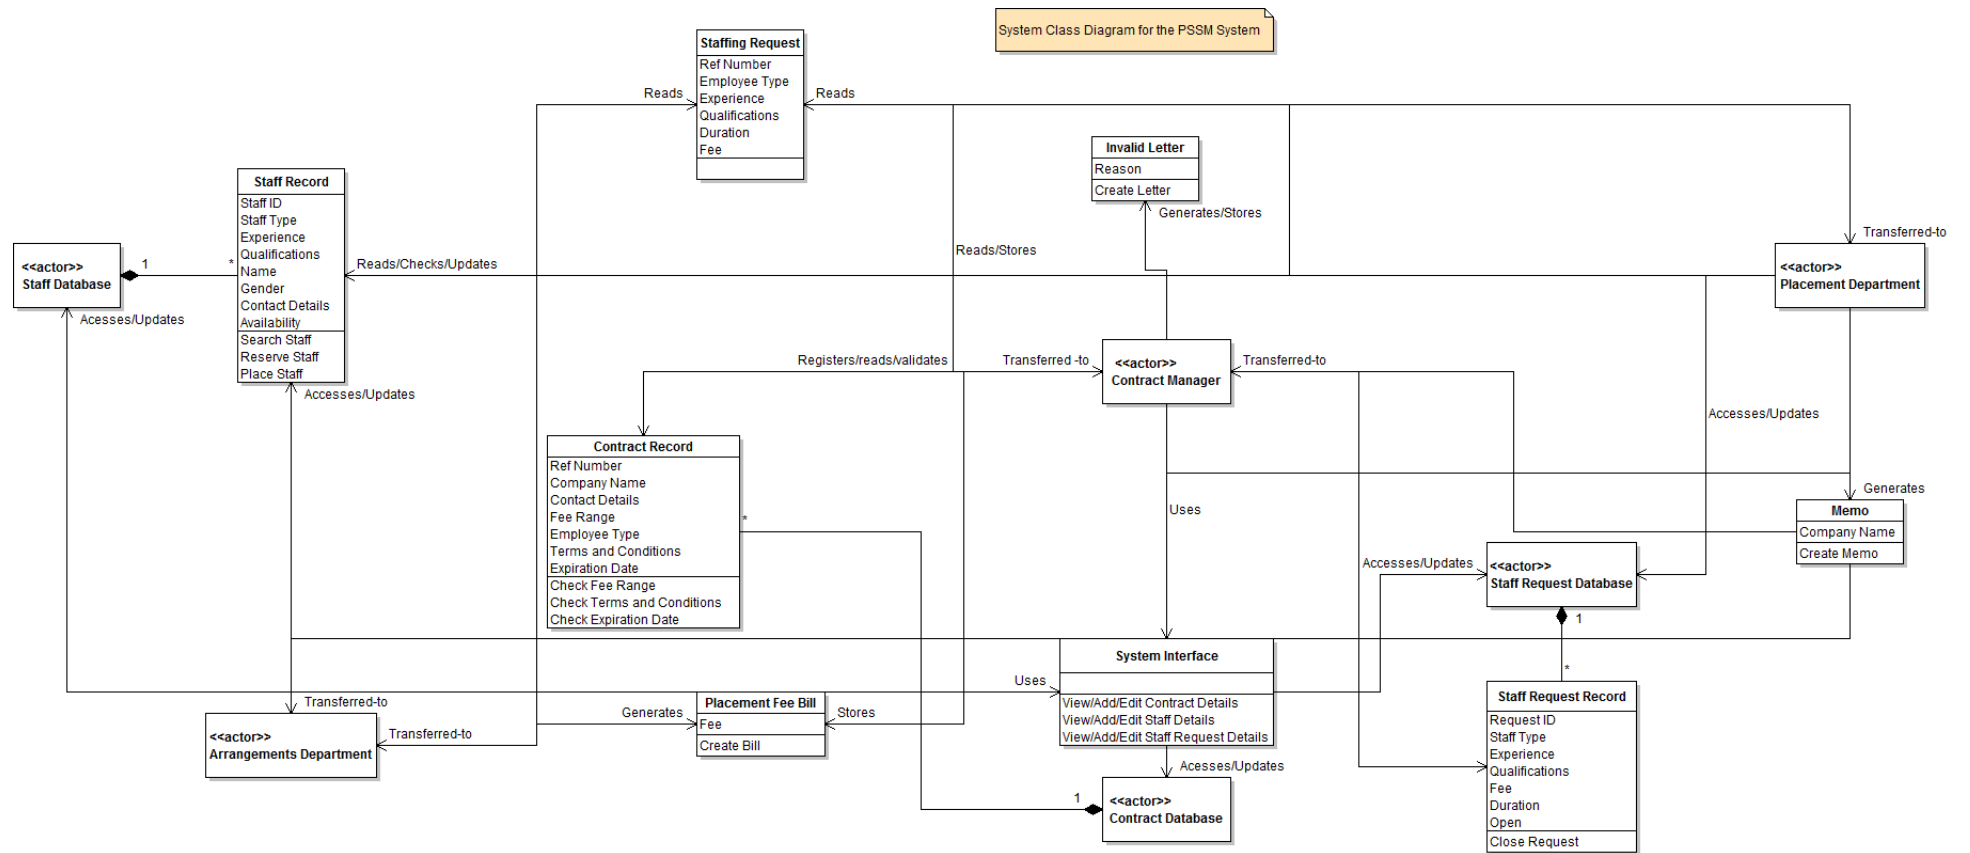 System Class Diagram for the PSSM System
Staffing Request
Ref Number
Employee Type
Experience
Qualifications
Duration
Fee
Reads
Reads
Invalid Letter
Reason
Create Letter
Generates/Stores
Staff Record
Staff ID
Staff Type
Experience
Qualifications
Name
Gender
Contact Details
Availability
Search Staff
Reserve Staff
Place Staff
<<actor>>
Staff Database
1
*
Acesses/Updates
Reads/Checks/Updates
Reads/Stores
Transferred-to
<<actor>>
Placement Department
Accesses/Updates
Registers/reads/validates
Transferred -to
<<actor>>
Contract Manager
Transferred-to
Accesses/Updates
Contract Record
Ref Number
Company Name
Contact Details
Fee Range
Employee Type
Terms and Conditions
Expiration Date
Check Fee Range
Check Terms and Conditions
Check Expiration Date
*
Uses
Generates
Memo
Company Name
Create Memo
Accesses/Updates
<<actor>>
Staff Request Database
1
*
System Interface
View/Add/Edit Contract Details
View/Add/Edit Staff Details
View/Add/Edit Staff Request Details
Uses
Transferred-to
<<actor>>
Arrangements Department
Transferred-to
Generates
Placement Fee Bill
Fee
Create Bill
Stores
Acesses/Updates
1
<<actor>>
Contract Database
Staff Request Record
Request ID
Staff Type
Experience
Qualifications
Fee
Duration
Open
Close Request